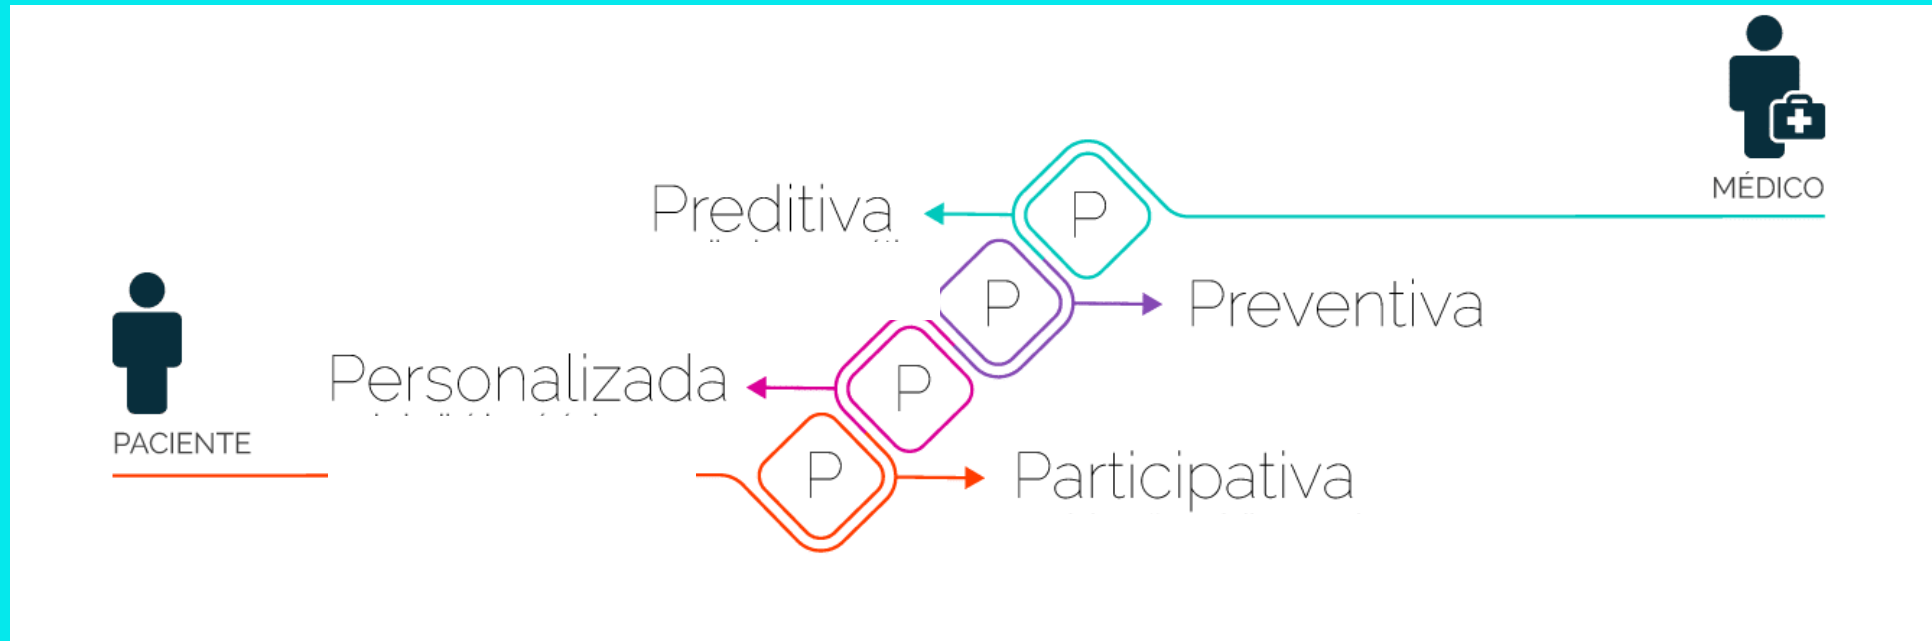 MÉDICO
P
Preditiva
P
Preventiva
P
Personalizada
PACIENTE
P
Participativa